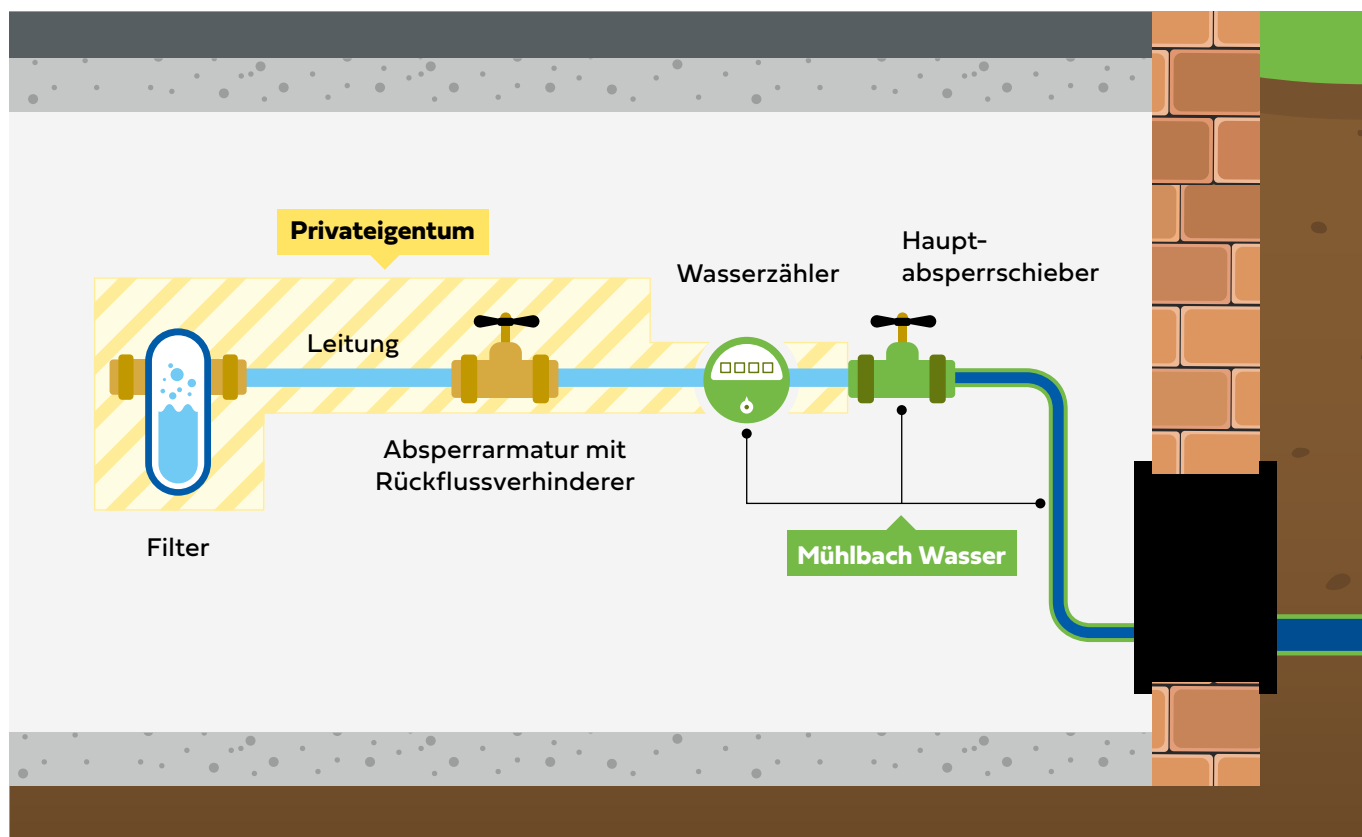 Privateigentum
Haupt-
absperrschieber
Wasserzähler
Leitung
Absperrarmatur mit
Rückflussverhinderer
Filter
Mühlbach Wasser